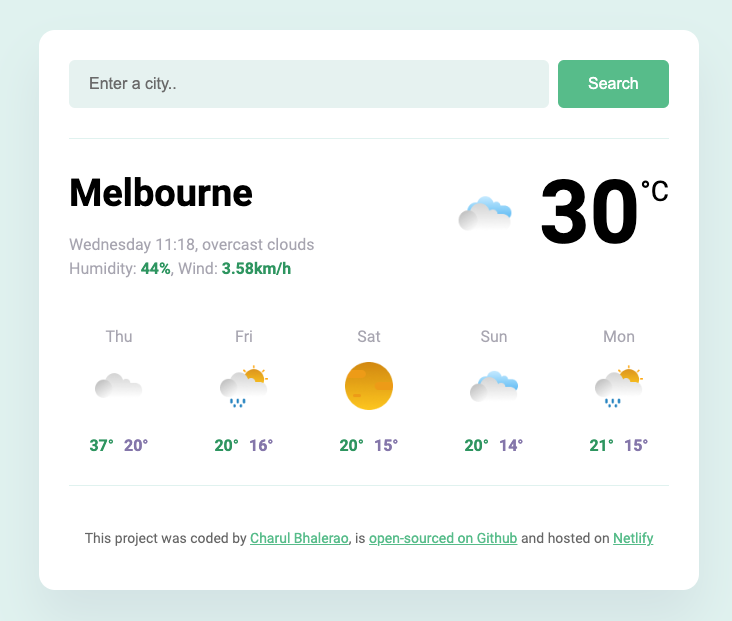 Enter a city..
Search
Melbourne
30°C
Wednesday 11:18, overcast clouds
Humidity: 44%, Wind: 3.58km/h
Thu Fri Sat Sun Mon
37° 20° 20° 16° 20° 15° 20° 14° 21° 15°
This project was coded by Charul Bhalerao, is open-sourced on Github and hosted on Netlify